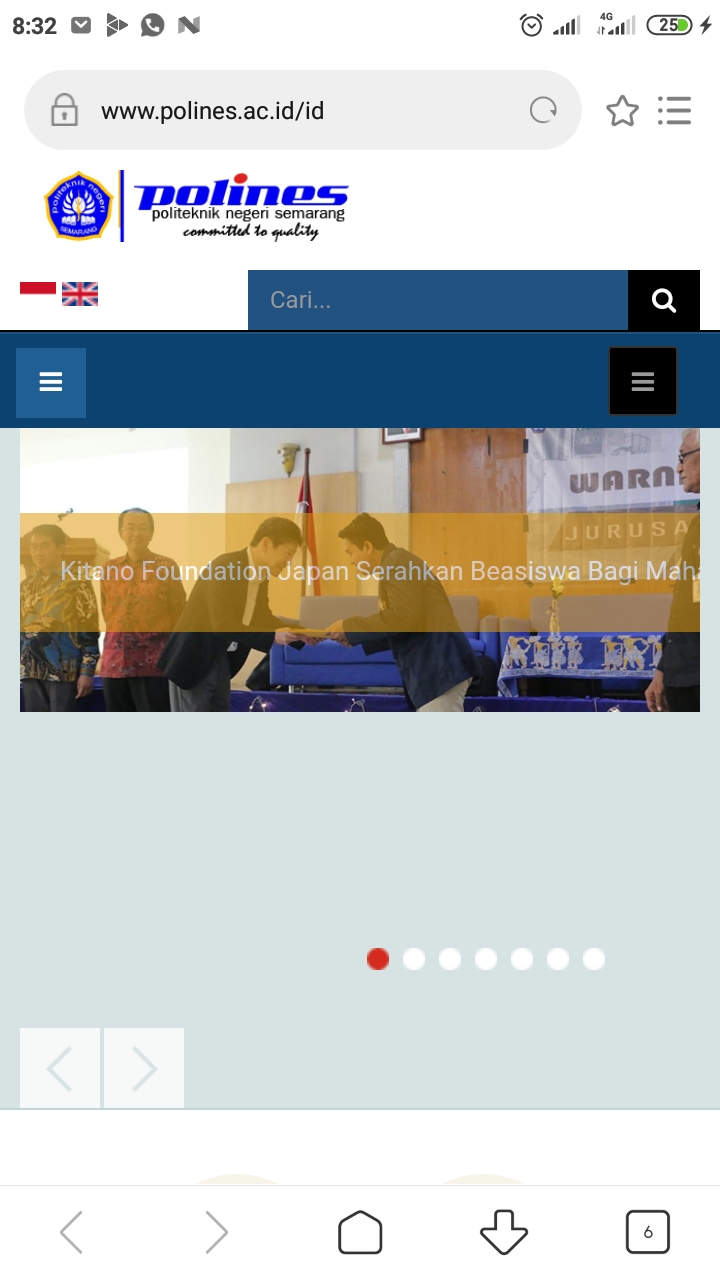 8:32
4G
25
www.polines.ac.id/id
politeknik negeri
SEMARANG
polines
politeknik negeri semarang
committed to quality
Cari...
WARN
JURUSA
Kitano Foundation Japan Serahkan Beasiswa Bagi Maha
6